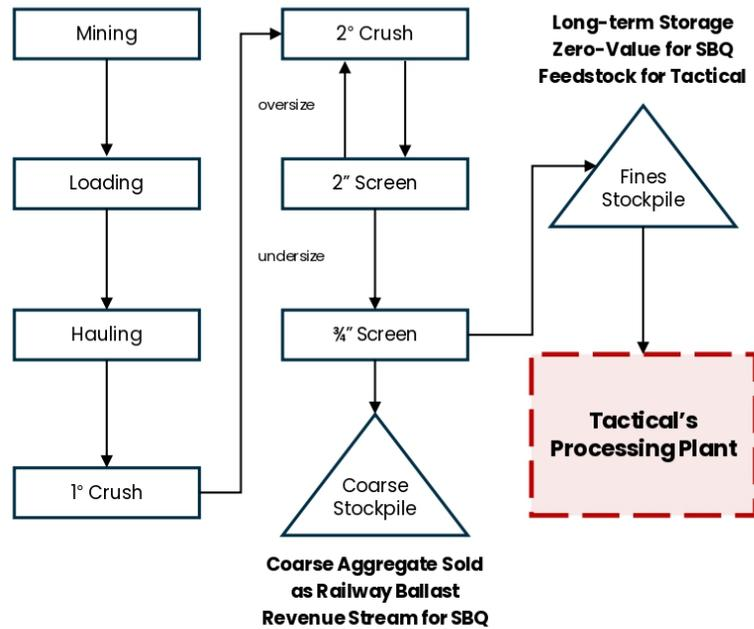 Mining
Loading
Hauling
1° Crush
2° Crush
oversize
2” Screen
undersize
¾” Screen
Coarse
Stockpile
Coarse Aggregate Sold
as Railway Ballast
Revenue Stream for SBQ
Long-term Storage
Zero-Value for SBQ
Feedstock for Tactical
Fines
Stockpile
Tactical’s
Processing Plant